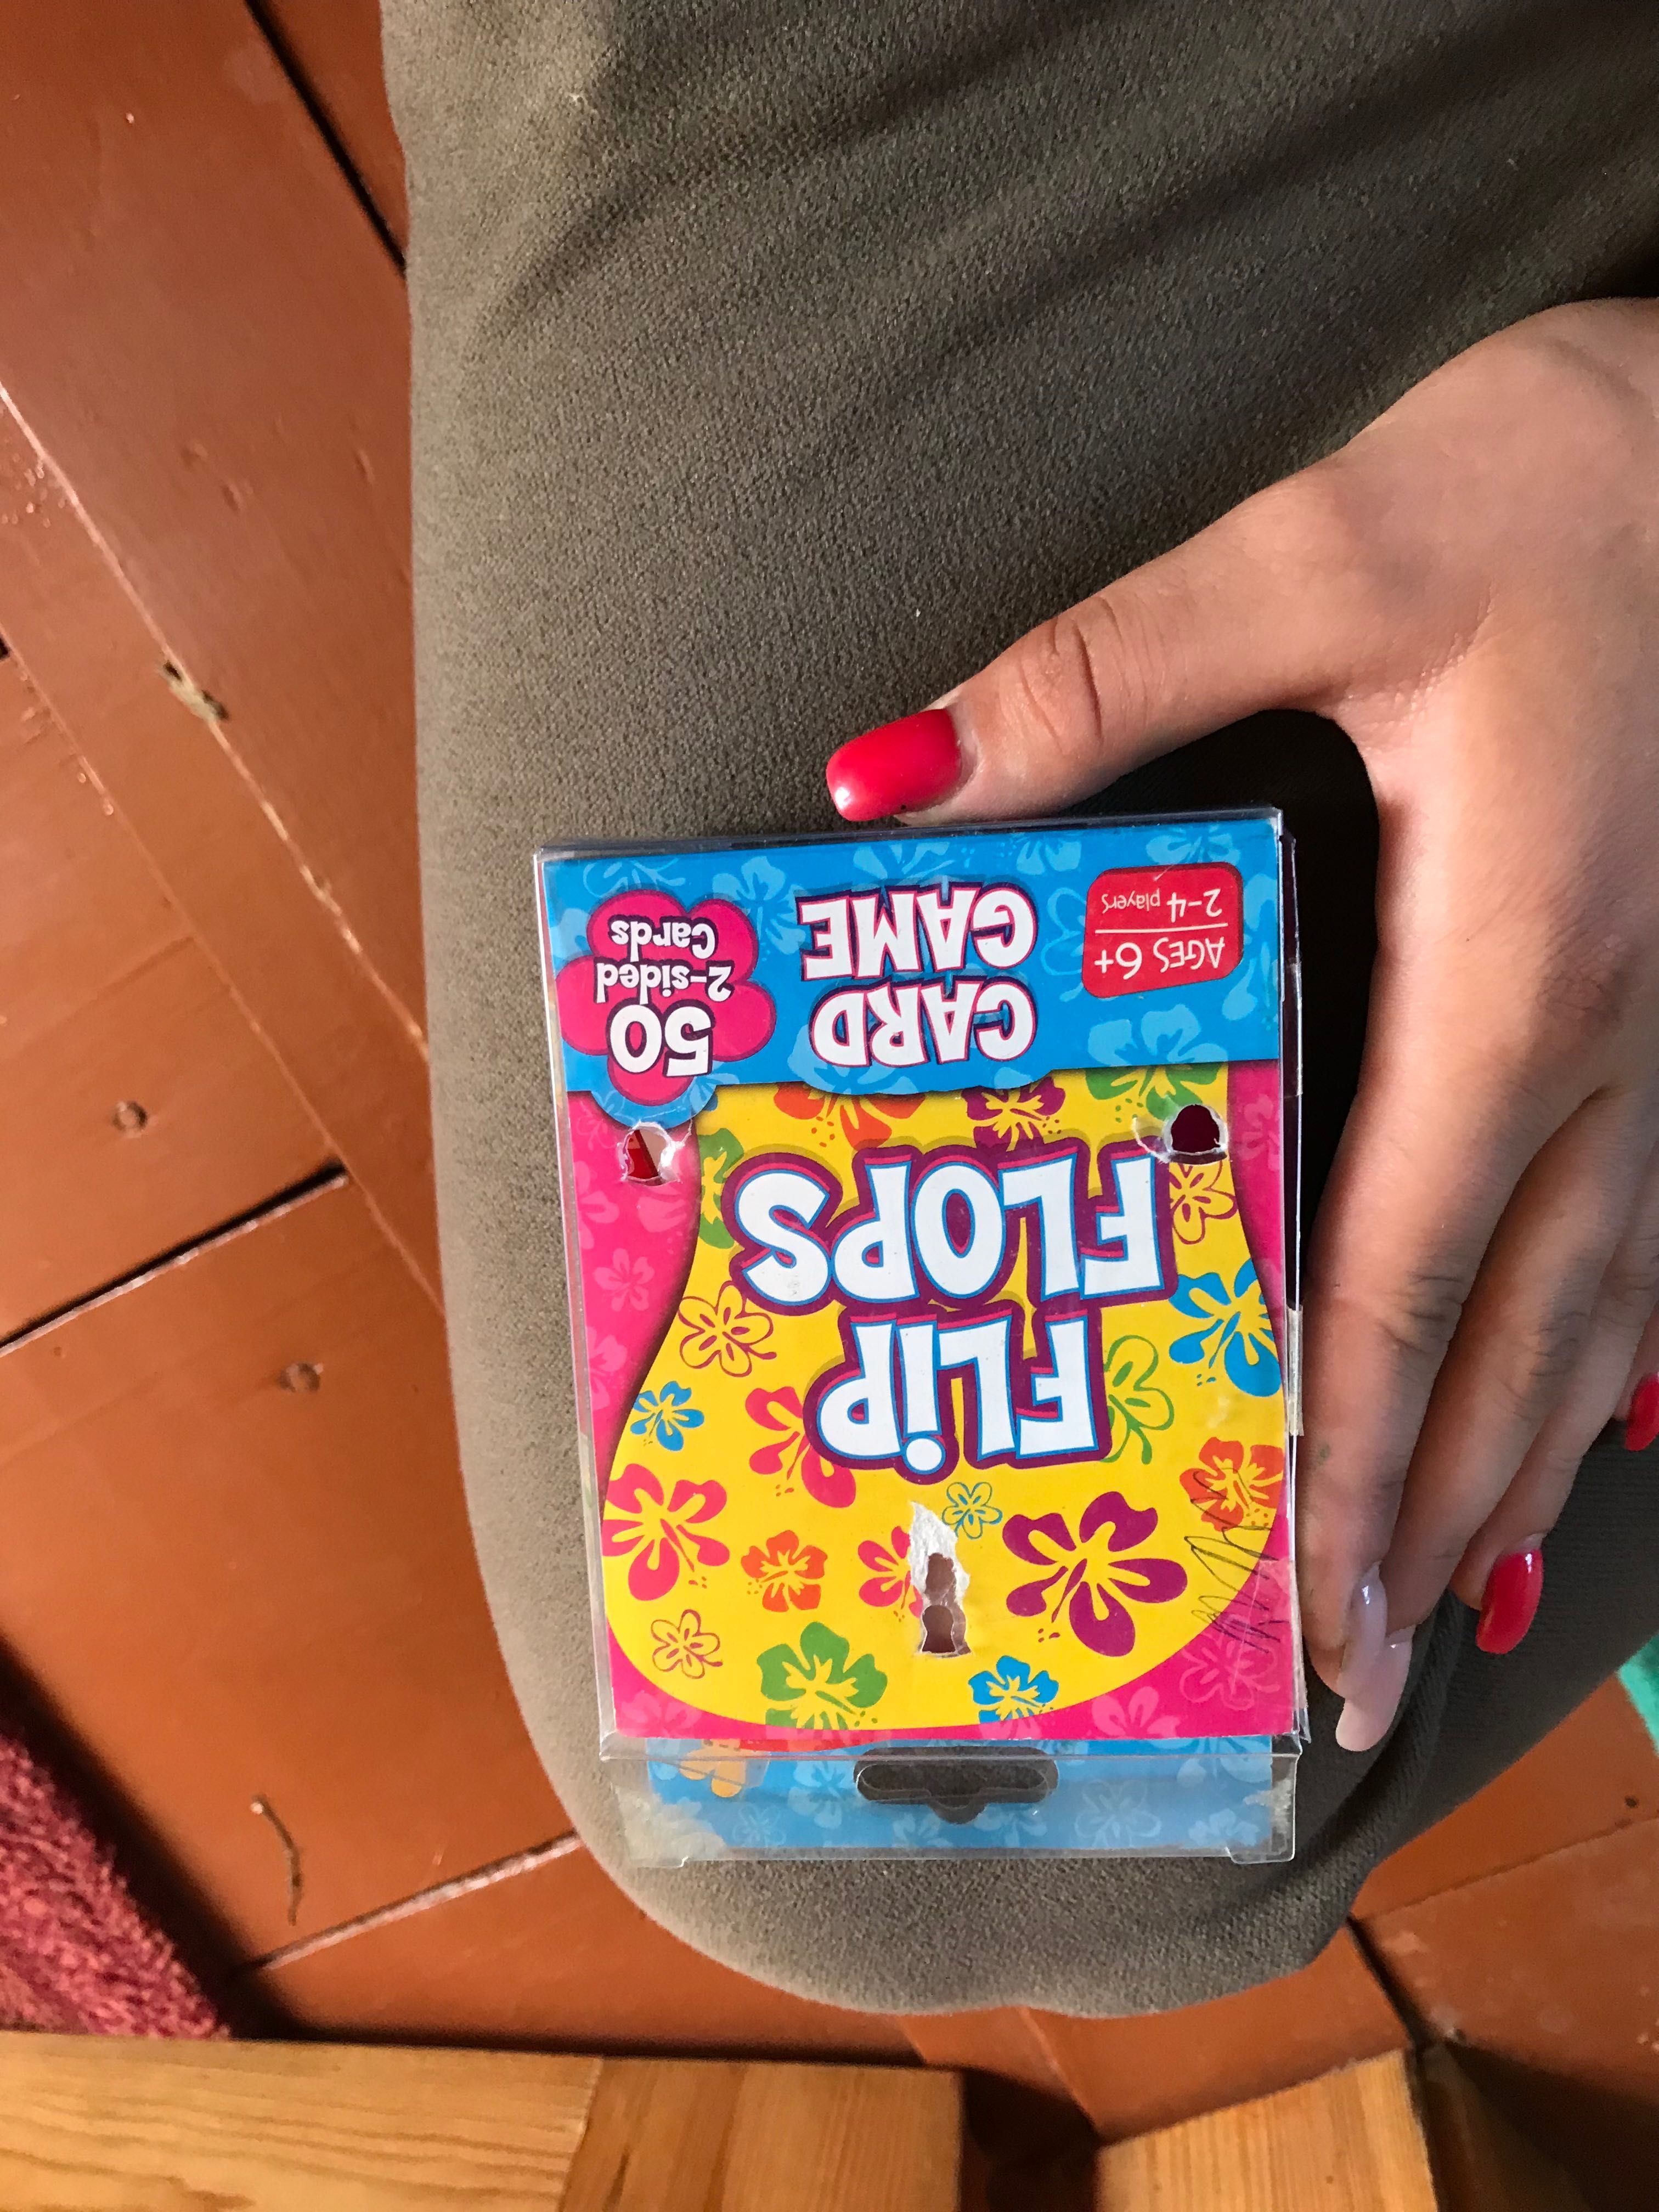 FLiP
FLOPS
CARD
GAME
AGES 6+
2-4 players
50
2-sided
Cards